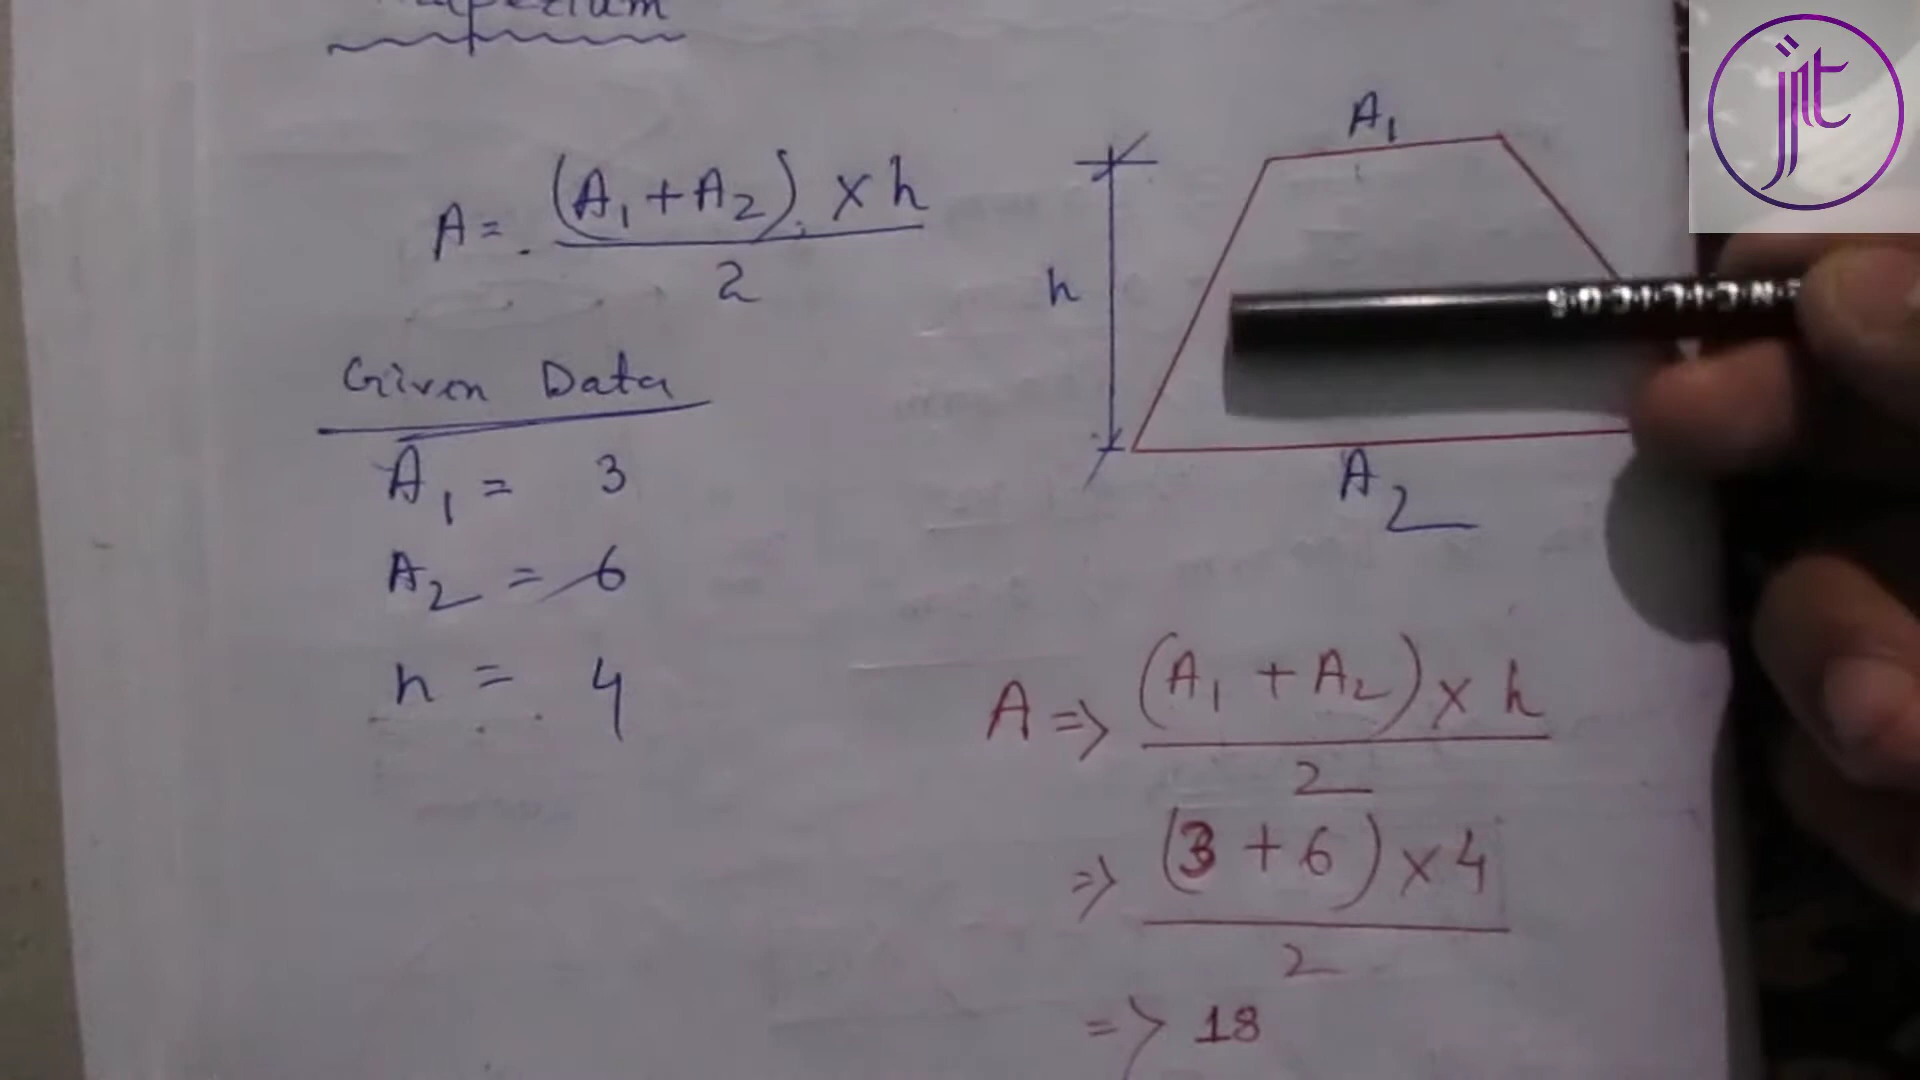 A = (A1 + A2) x h
2
Given Data
A1 = 3
A2 = 6
h = 4
A1
h
A2
A => (A1 + A2) x h
2
=> (3 + 6) x 4
2
=> 18
jjt